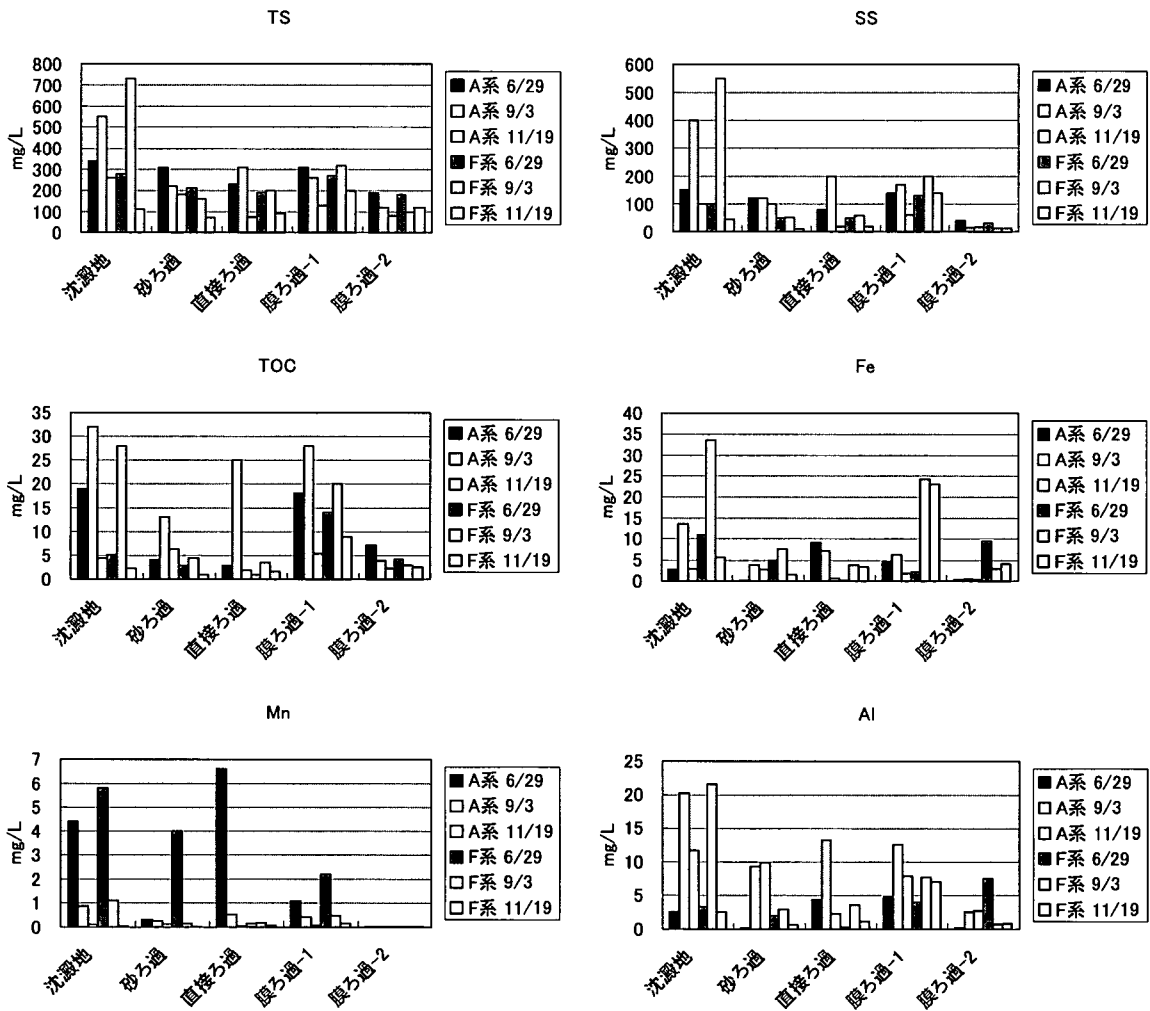 TS
800
700
600
500
400
300
200
100
0
mg/L
沈澱地
砂ろ過
直接ろ過
膜ろ過-1
膜ろ過-2
A系 6/29
A系 9/3
A系 11/19
F系 6/29
F系 9/3
F系 11/19
SS
600
500
400
300
200
100
0
mg/L
沈澱地
砂ろ過
直接ろ過
膜ろ過-1
膜ろ過-2
A系 6/29
A系 9/3
A系 11/19
F系 6/29
F系 9/3
F系 11/19
TOC
35
30
25
20
15
10
5
0
mg/L
沈澱地
砂ろ過
直接ろ過
膜ろ過-1
膜ろ過-2
A系 6/29
A系 9/3
A系 11/19
F系 6/29
F系 9/3
F系 11/19
Fe
40
35
30
25
20
15
10
5
0
mg/L
沈澱地
砂ろ過
直接ろ過
膜ろ過-1
膜ろ過-2
A系 6/29
A系 9/3
A系 11/19
F系 6/29
F系 9/3
F系 11/19
Mn
7
6
5
4
3
2
1
0
mg/L
沈澱地
砂ろ過
直接ろ過
膜ろ過-1
膜ろ過-2
A系 6/29
A系 9/3
A系 11/19
F系 6/29
F系 9/3
F系 11/19
Al
25
20
15
10
5
0
mg/L
沈澱地
砂ろ過
直接ろ過
膜ろ過-1
膜ろ過-2
A系 6/29
A系 9/3
A系 11/19
F系 6/29
F系 9/3
F系 11/19